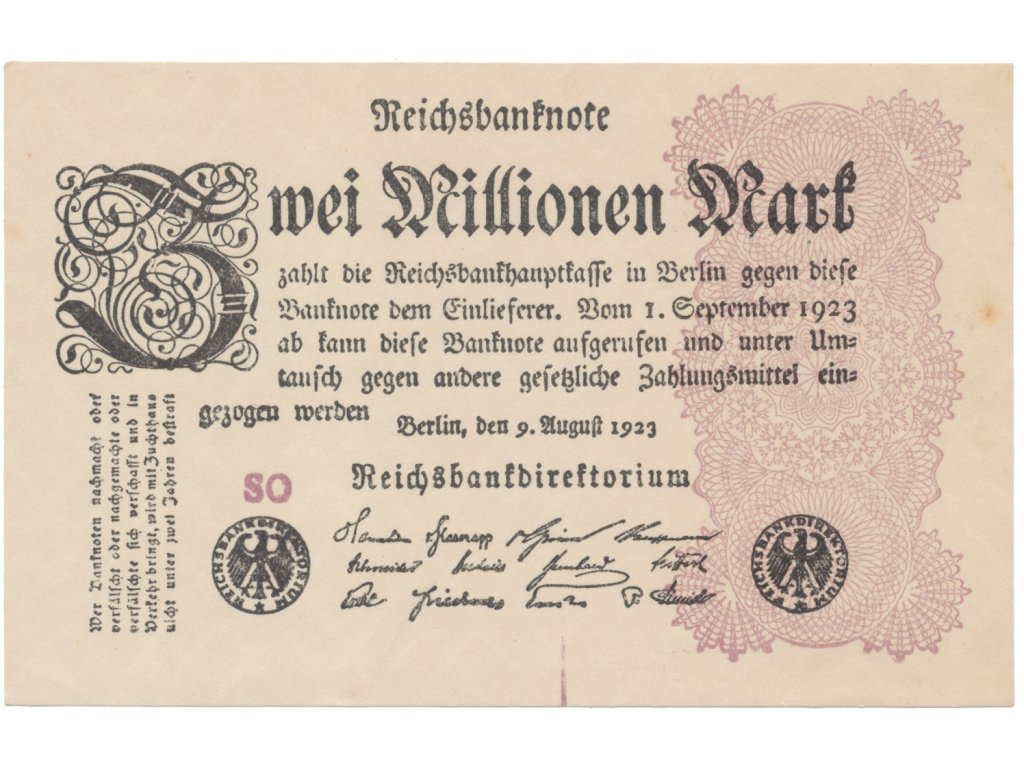 Reichsbanknote
Zwei Millionen Mark
zahlt die Reichsbankhauptkasse in Berlin gegen diese
Banknote dem Einlieferer. Vom 1. September 1923
ab kann diese Banknote aufgerufen und unter Um-
tausch gegen andere gesetzliche Zahlungsmittel ein-
gezogen werden
Berlin, den 9. August 1923
Reichsbankdirektorium
SO
REICHSBANKDIREKTORIUM
REICHSBANKDIREKTORIUM
Wer Banknoten nachmacht oder
verfälscht oder nachgemachte oder
verfälschte sich verschafft und in
Verkehr bringt, wird mit Zuchthaus
nicht unter zwei Jahren bestraft